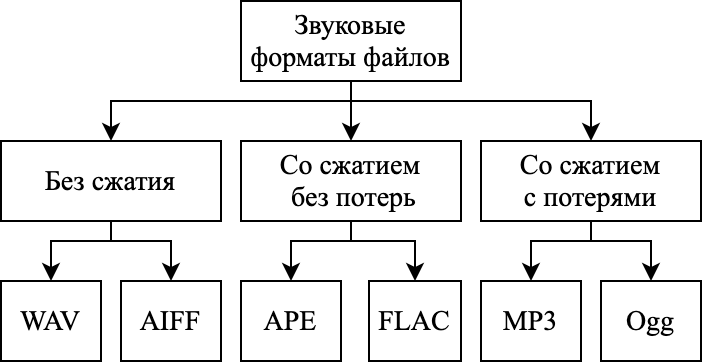 Звуковые
форматы файлов
Без сжатия
Со сжатием
без потерь
Со сжатием
с потерями
WAV
AIFF
APE
FLAC
MP3
Ogg